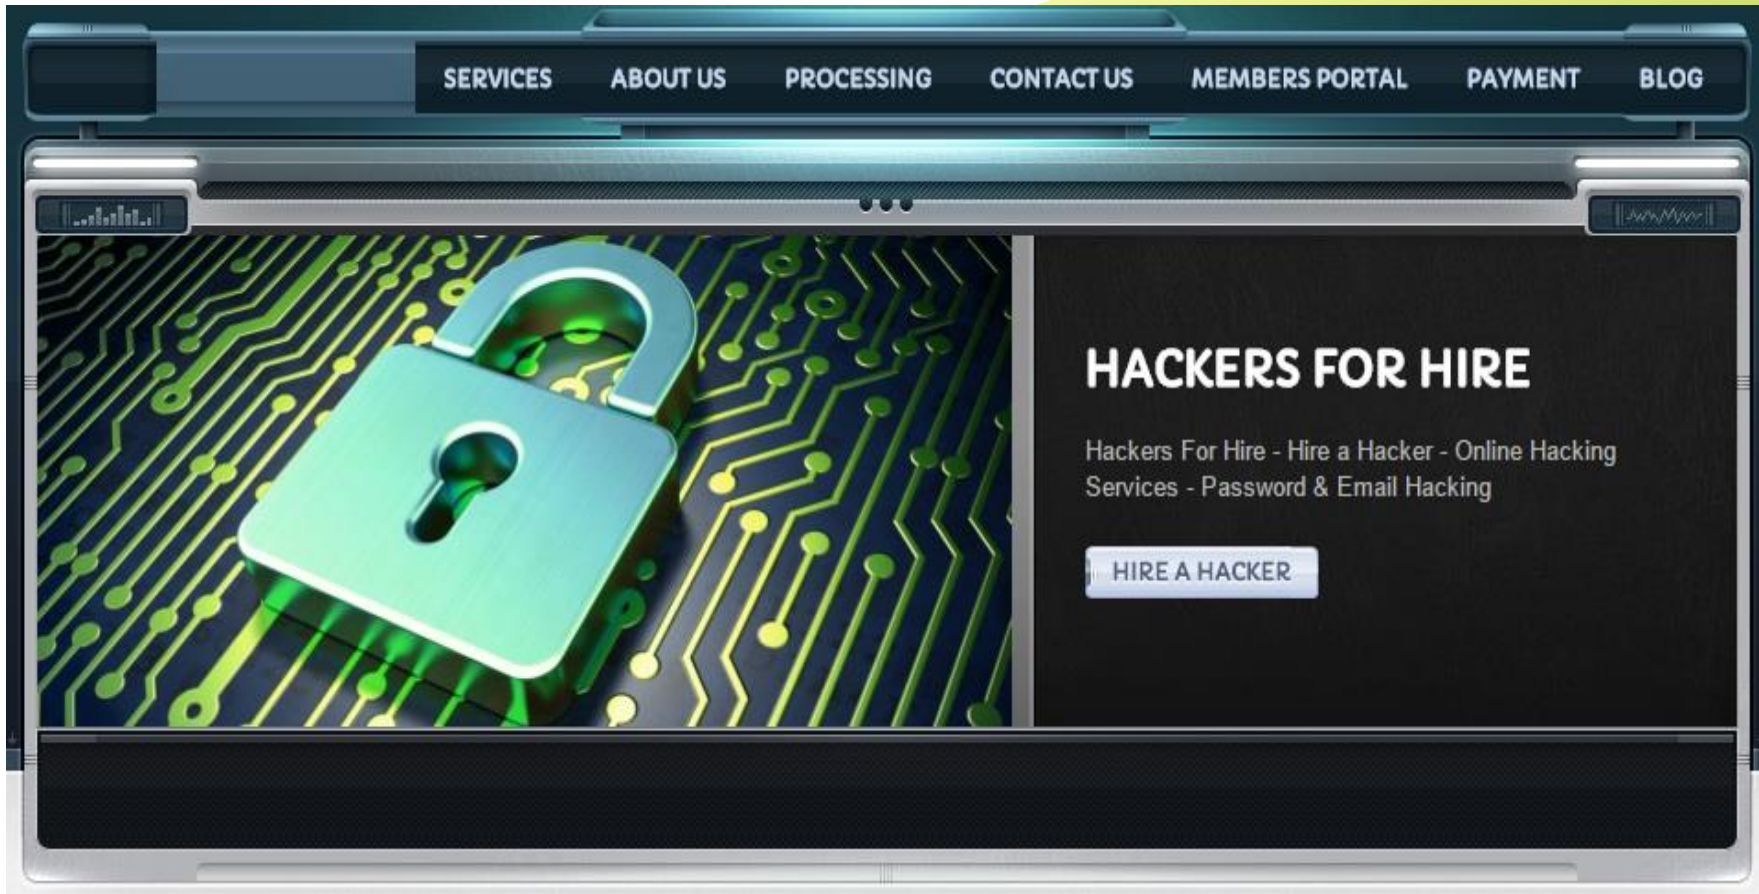 SERVICES ABOUT US PROCESSING CONTACT US MEMBERS PORTAL PAYMENT BLOG
HACKERS FOR HIRE
Hackers For Hire - Hire a Hacker - Online Hacking
Services - Password & Email Hacking
HIRE A HACKER